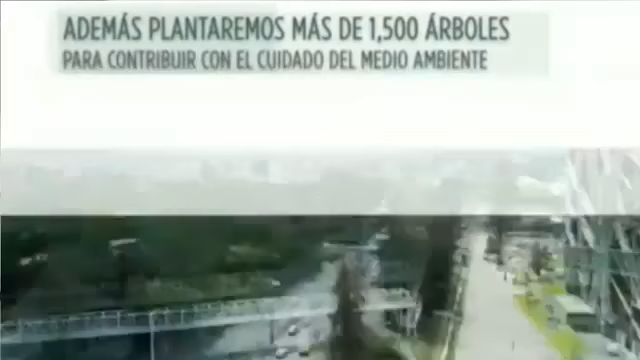 ADEMÁS PLANTAREMOS MÁS DE 1,500 ÁRBOLES
PARA CONTRIBUIR CON EL CUIDADO DEL MEDIO AMBIENTE